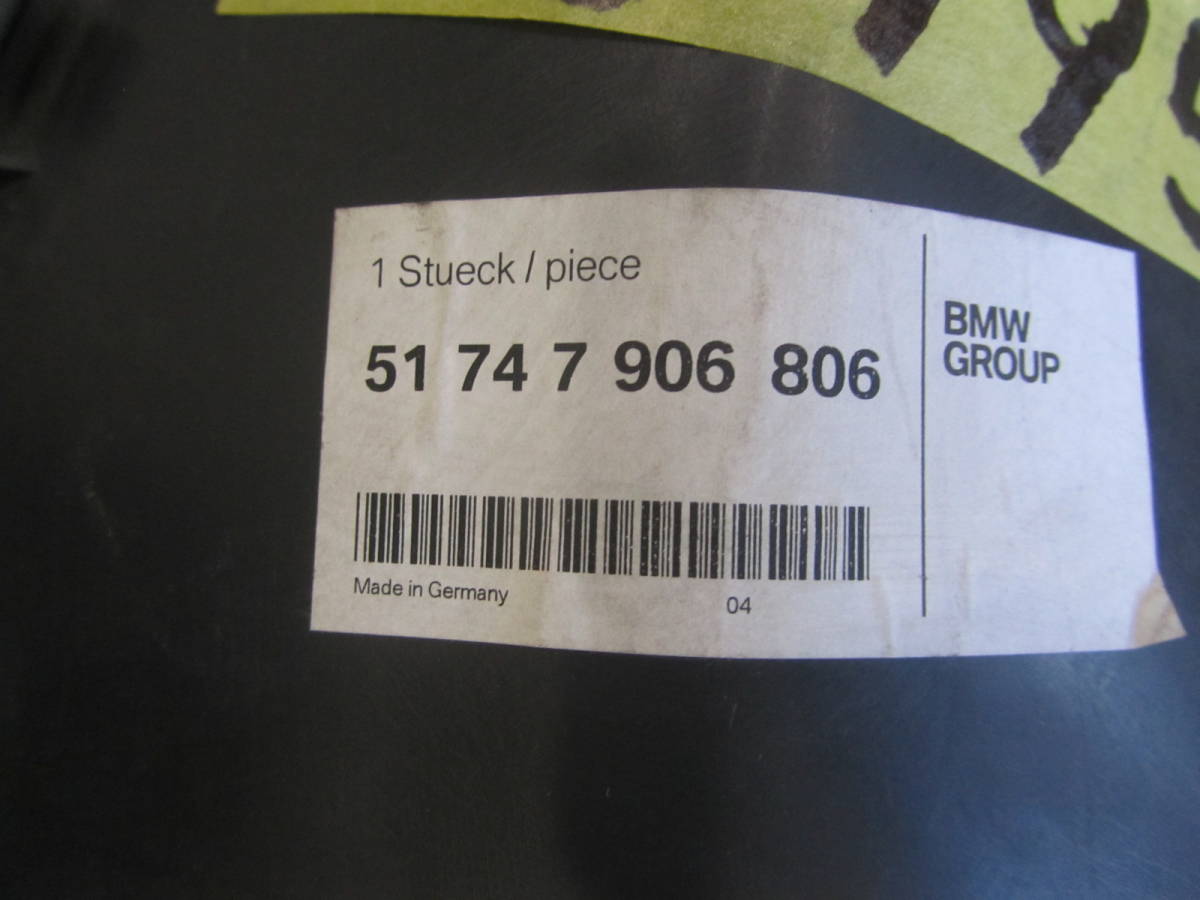 1 Stueck / piece
51 74 7 906 806
BMW
GROUP
Made in Germany
04